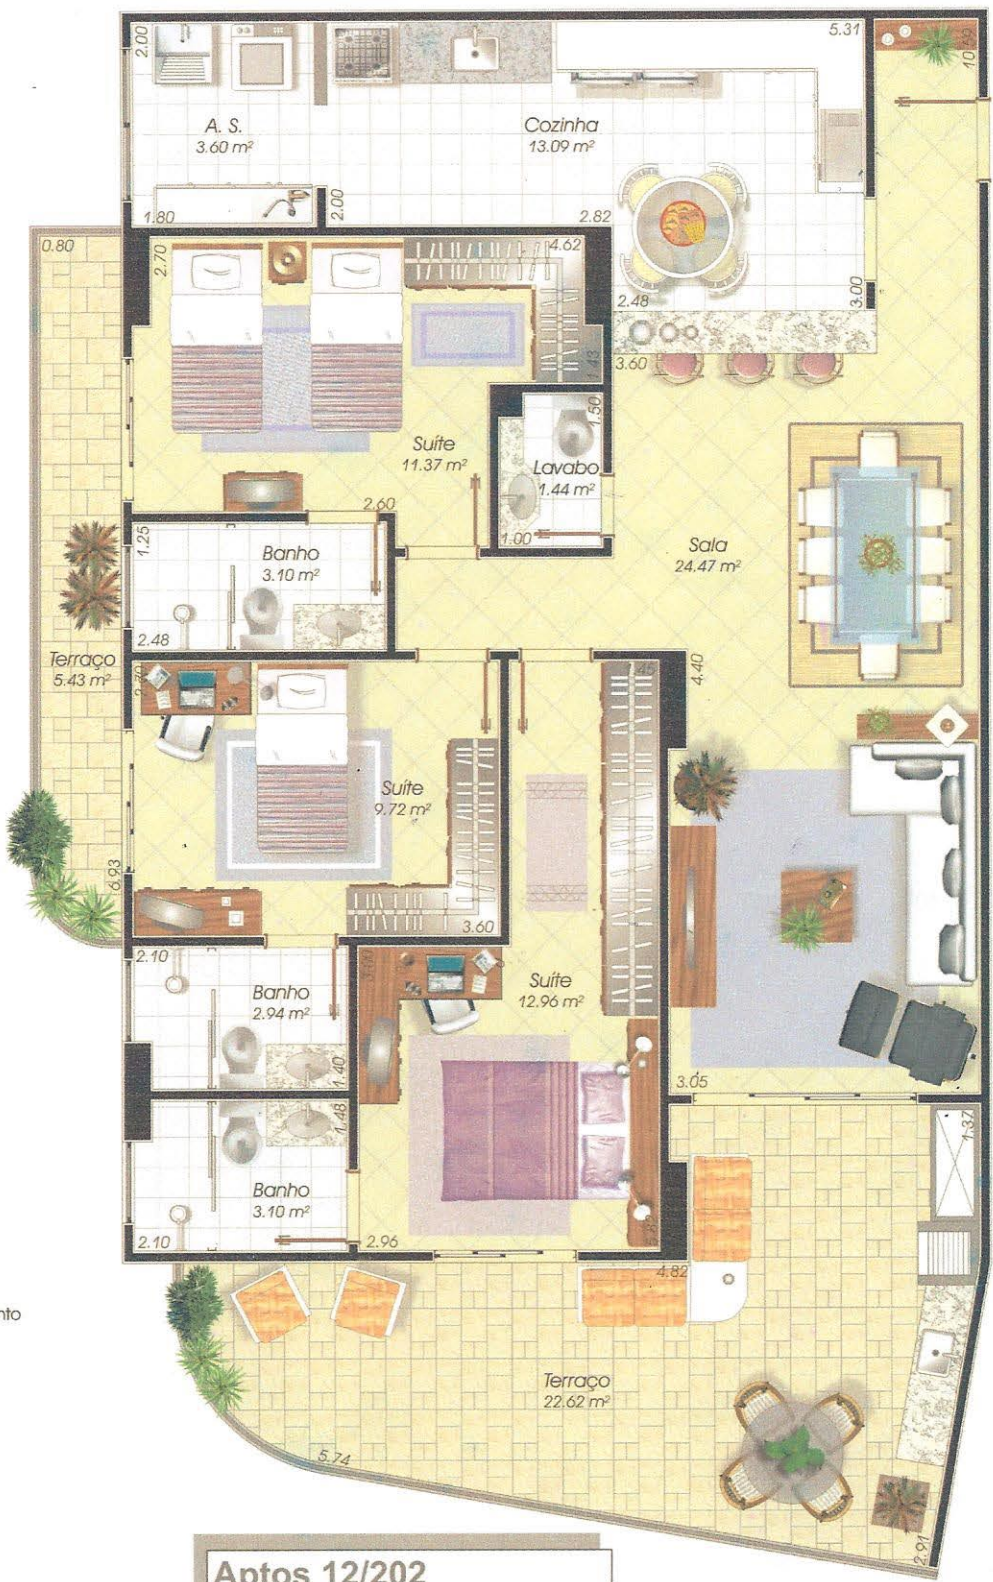 2.00
5.31
10.59
A. S.
3.60 m²
Cozinha
13.09 m²
1.80
2.00
2.82
0.80
2.70
4.62
2.48
3.00
1.43
3.60
1.50
Suíte
11.37 m²
Lavabo
1.44 m²
2.60
1.00
1.25
Banho
3.10 m²
Sala
24.47 m²
2.48
Terraço
5.43 m²
4.40
Suíte
9.72 m²
6.93
3.60
2.10
Banho
2.94 m²
Suíte
12.96 m²
1.40
3.05
1.48
1.37
Banho
3.10 m²
2.10
2.96
4.82
nto
Terraço
22.62 m²
5.74
2.91
Aptos 12/202